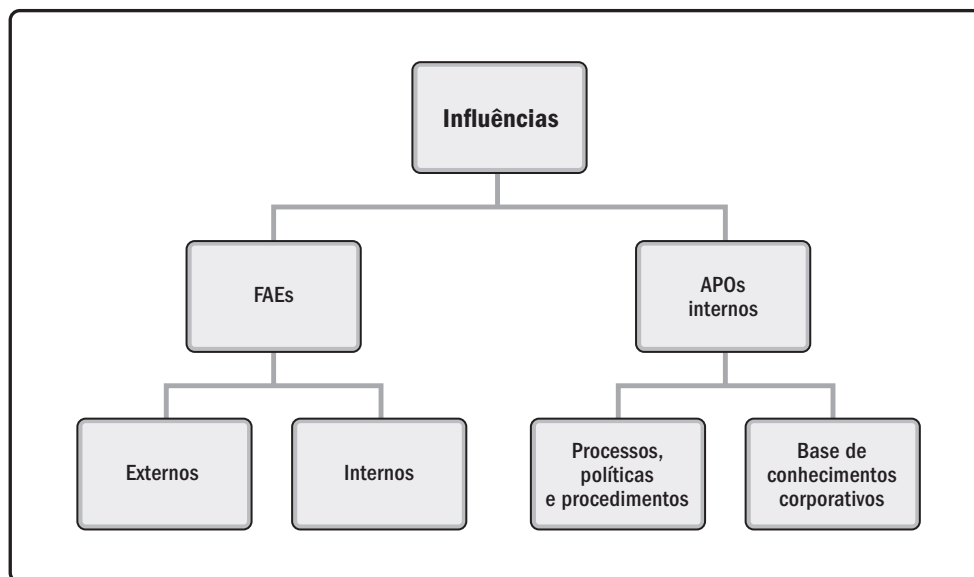 Influências
FAEs
APOs
internos
Externos
Internos
Processos,
políticas
e procedimentos
Base de
conhecimentos
corporativos